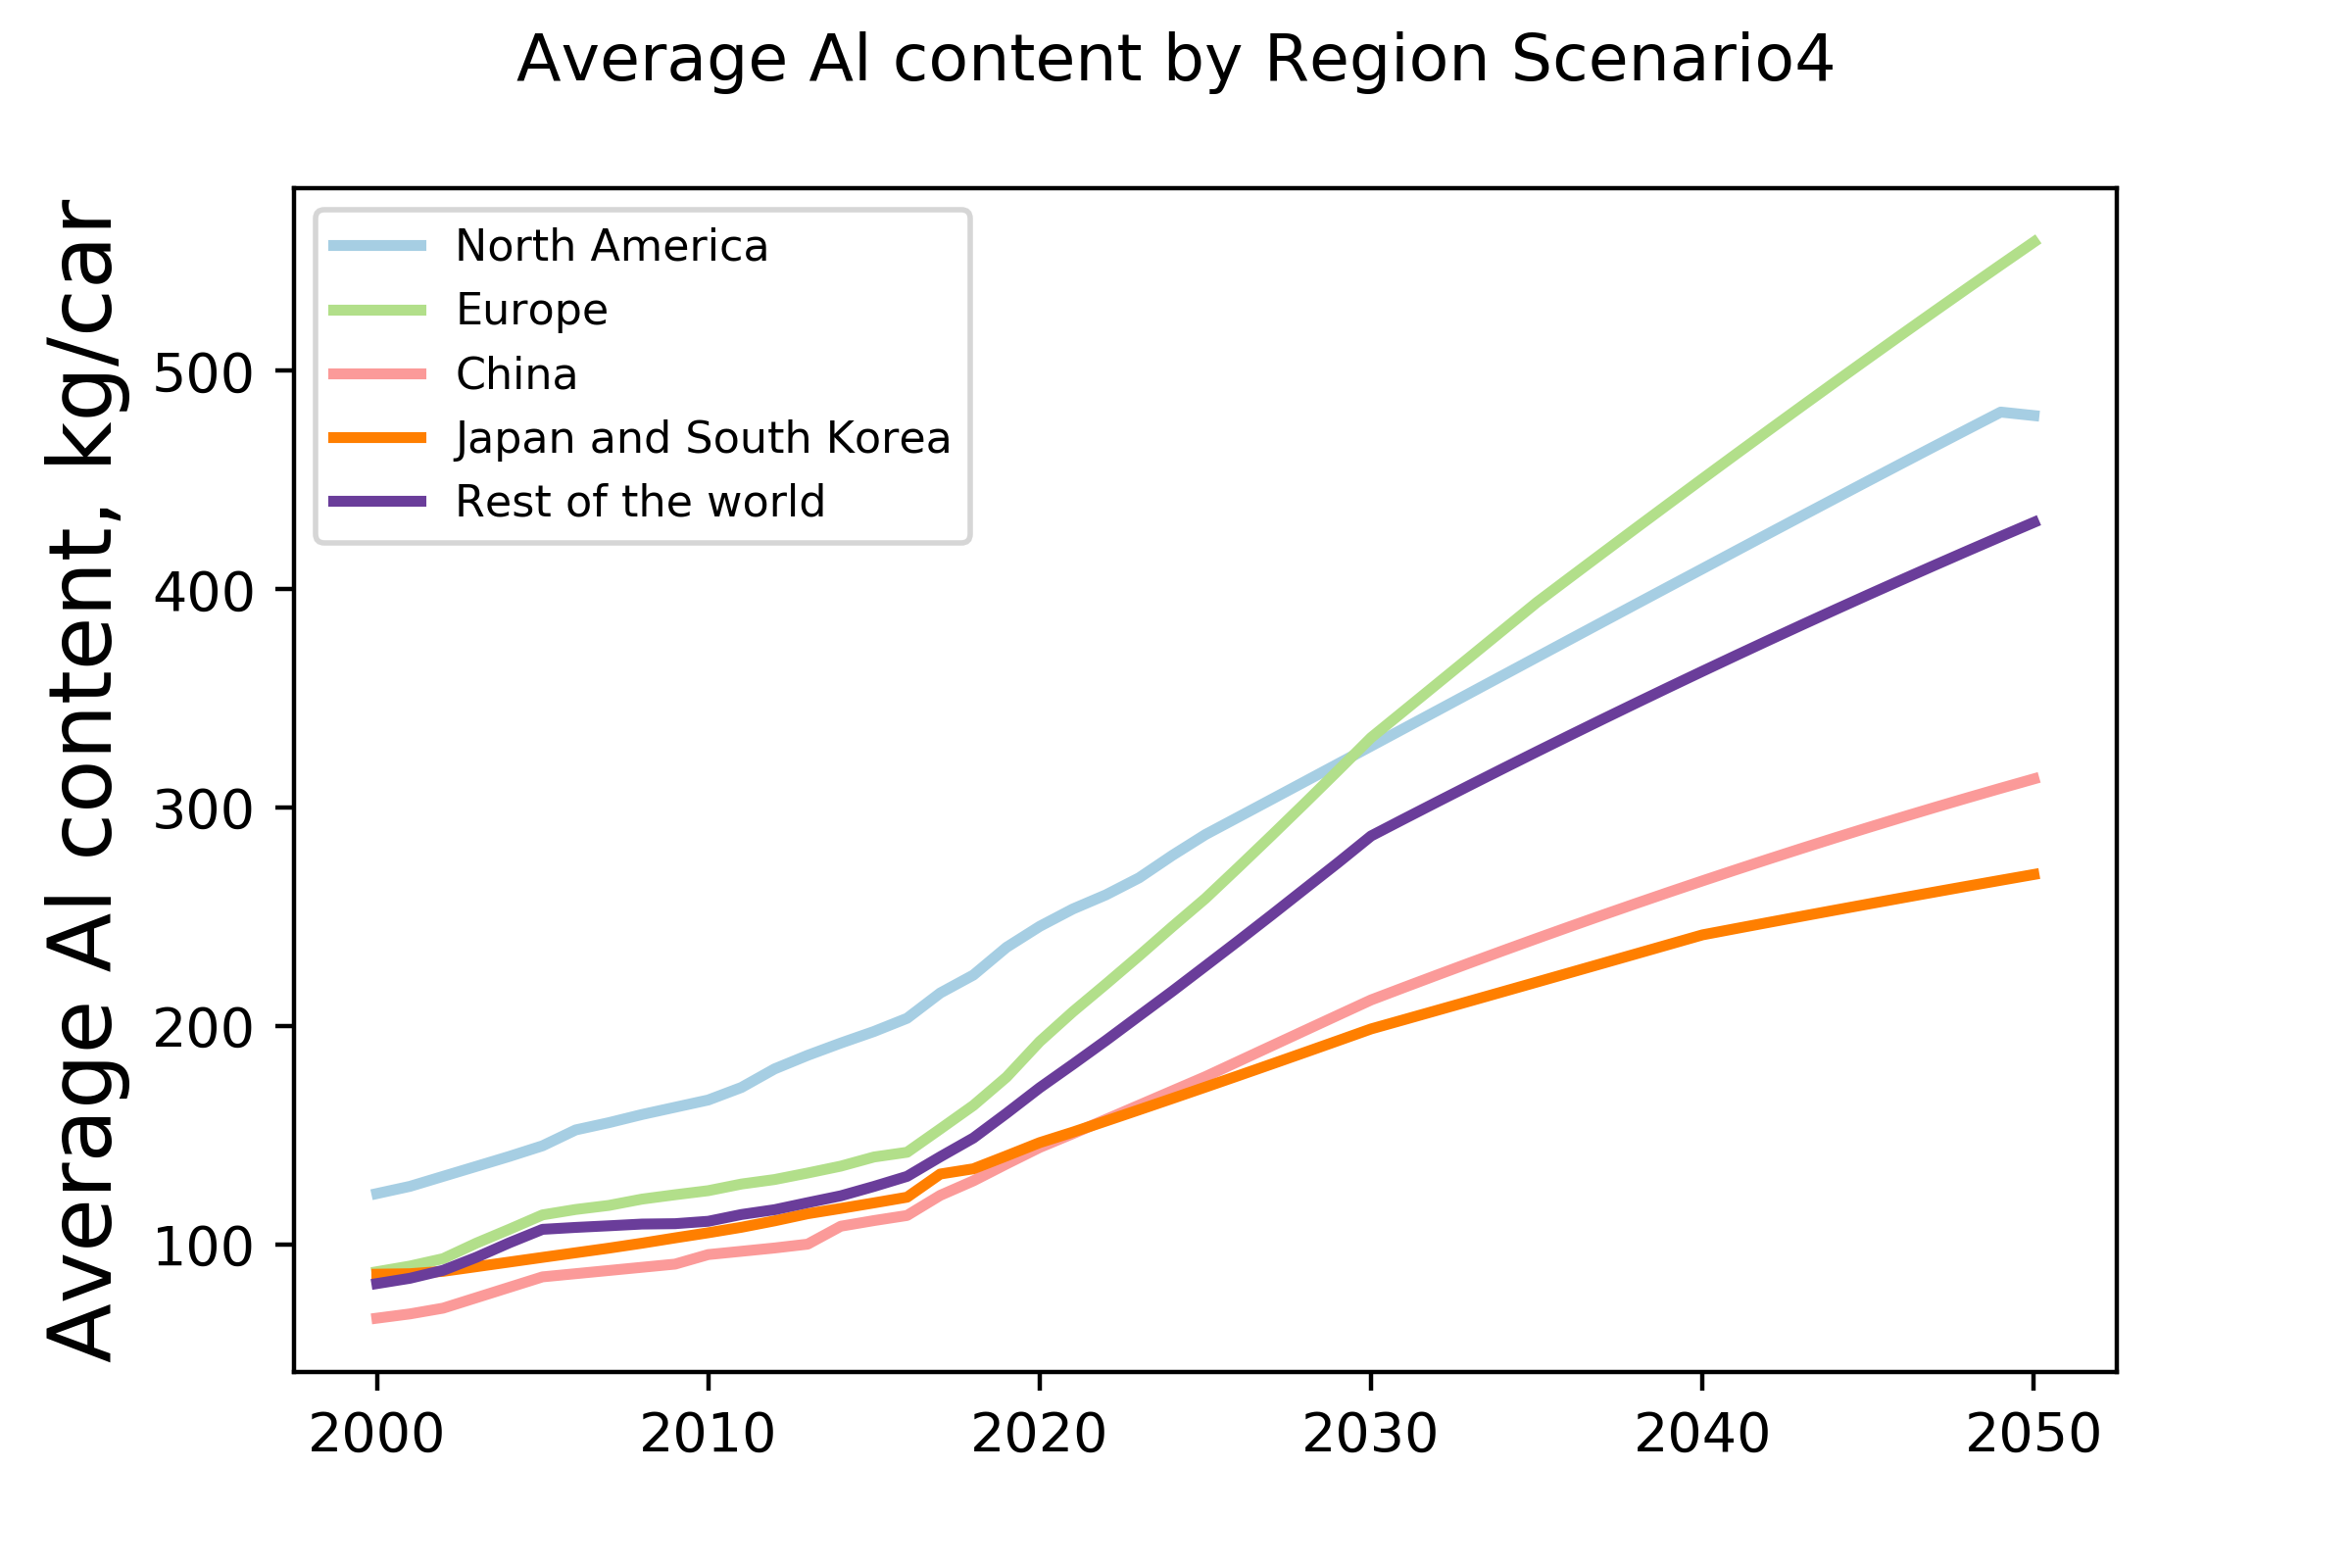 Average Al content by Region Scenario4
Average Al content, kg/car
North America
Europe
China
Japan and South Korea
Rest of the world
500
400
300
200
100
2000 2010 2020 2030 2040 2050